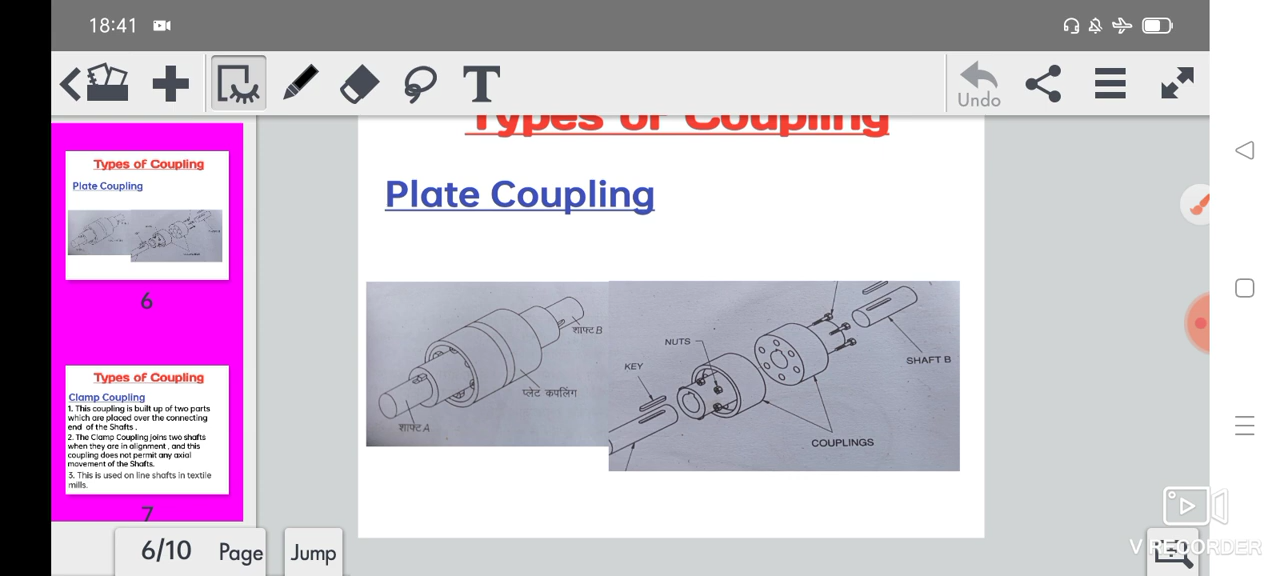 18:41
Undo
Types of Coupling
Plate Coupling
शाफ्ट B
प्लेट कपलिंग
शाफ्ट A
NUTS
KEY
SHAFT B
COUPLINGS
Types of Coupling
Plate Coupling
6
Types of Coupling
Clamp Coupling
1. This coupling is built up of two parts
which are placed over the connecting
end of the Shafts .
2. The Clamp Coupling joins two shafts
when they are in alignment , and this
coupling does not permit any axial
movement of the Shafts.
3. This is used on line shafts in textile
mills.
7
6/10 Page Jump
V RECORDER